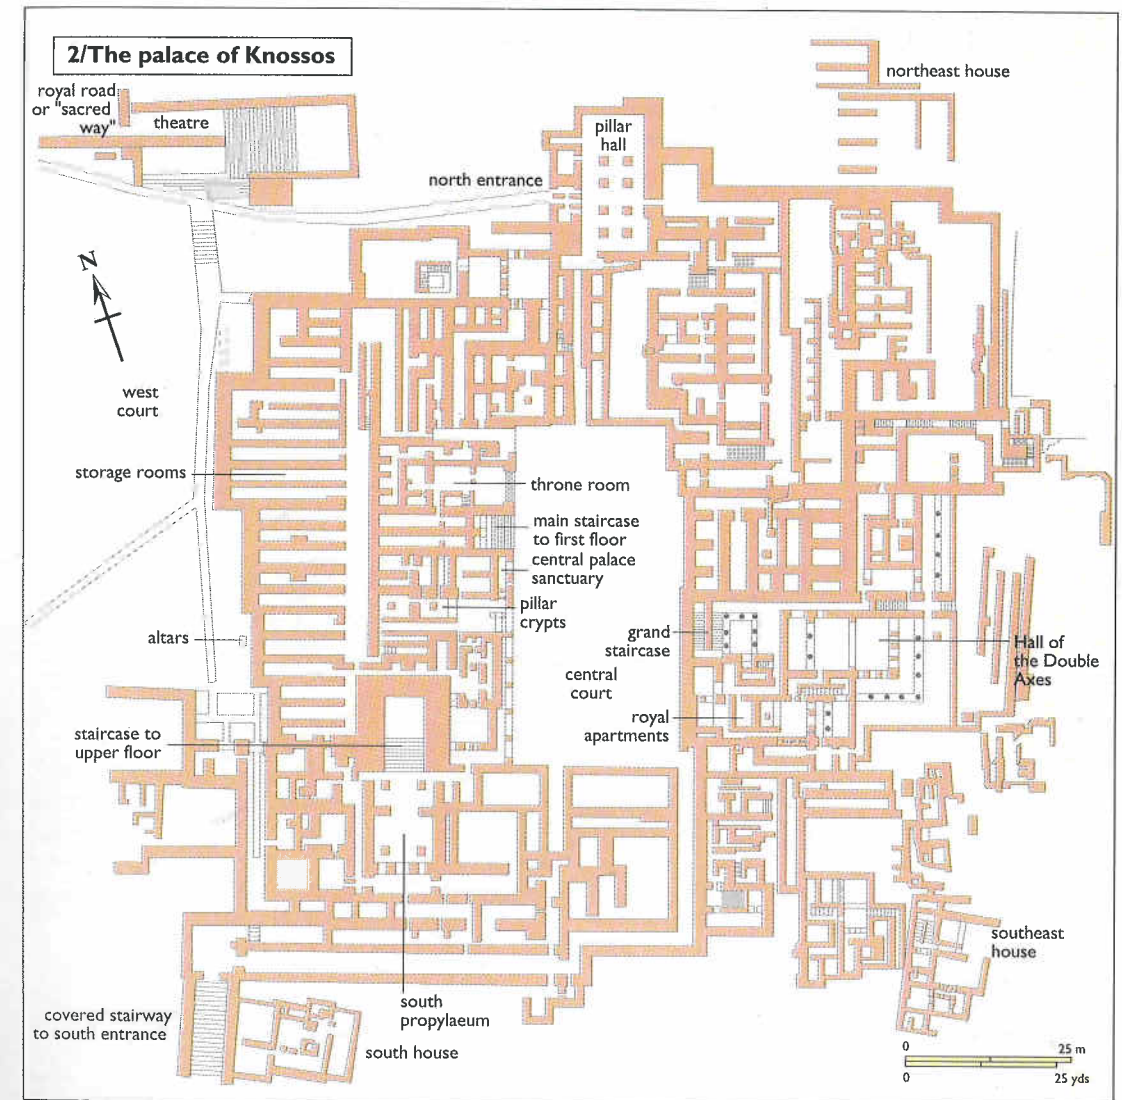 2/The palace of Knossos
royal road
or "sacred
way"
theatre
northeast house
pillar
hall
north entrance
N
west
court
storage rooms
throne room
main staircase
to first floor
central palace
sanctuary
pillar
crypts
altars
grand
staircase
Hall of
the Double
Axes
central
court
royal
apartments
staircase to
upper floor
southeast
house
south
propylaeum
covered stairway
to south entrance
south house
0 25 m
0 25 yds